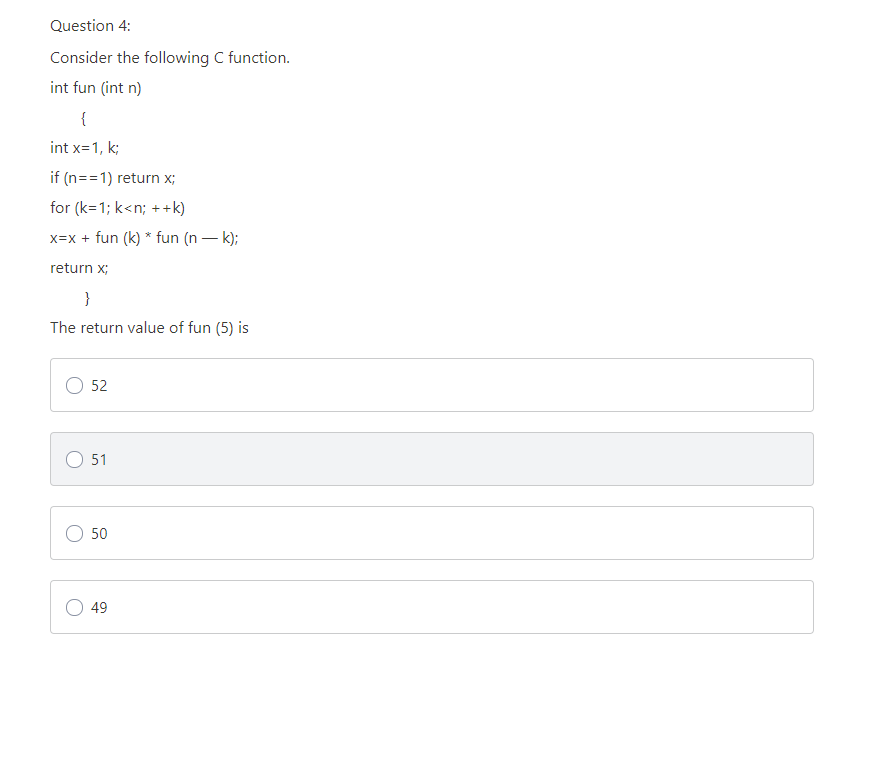 Question 4:
Consider the following C function.
int fun (int n)
{
int x=1, k;
if (n==1) return x;
for (k=1; k<n; ++k)
x=x + fun (k) * fun (n — k);
return x;
}
The return value of fun (5) is
52
51
50
49